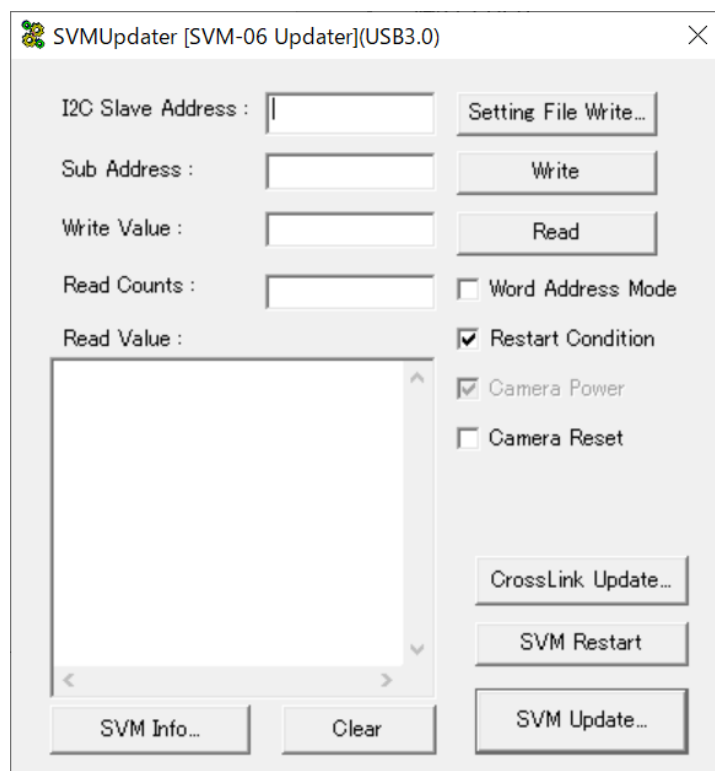 SVMUpdater [SVM-06 Updater](USB3.0)
I2C Slave Address :
Setting File Write...
Sub Address :
Write
Write Value :
Read
Read Counts :
Word Address Mode
Read Value :
Restart Condition
Camera Power
Camera Reset
CrossLink Update...
SVM Restart
SVM Info...
Clear
SVM Update...